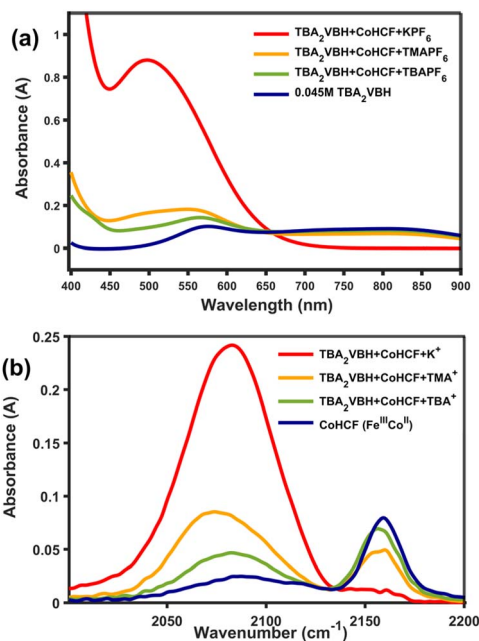 (a)
TBA₂VBH+CoHCF+KPF₆
TBA₂VBH+CoHCF+TMAPF₆
TBA₂VBH+CoHCF+TBAPF₆
0.045M TBA₂VBH
Absorbance (A)
1
0.8
0.6
0.4
0.2
0
400 450 500 550 600 650 700 750 800 850 900
Wavelength (nm)
(b)
TBA₂VBH+CoHCF+K⁺
TBA₂VBH+CoHCF+TMA⁺
TBA₂VBH+CoHCF+TBA⁺
CoHCF (FeᴵᴵᴵCoᴵᴵ)
Absorbance (A)
0.25
0.2
0.15
0.1
0.05
0
2050 2100 2150 2200
Wavenumber (cm⁻¹)